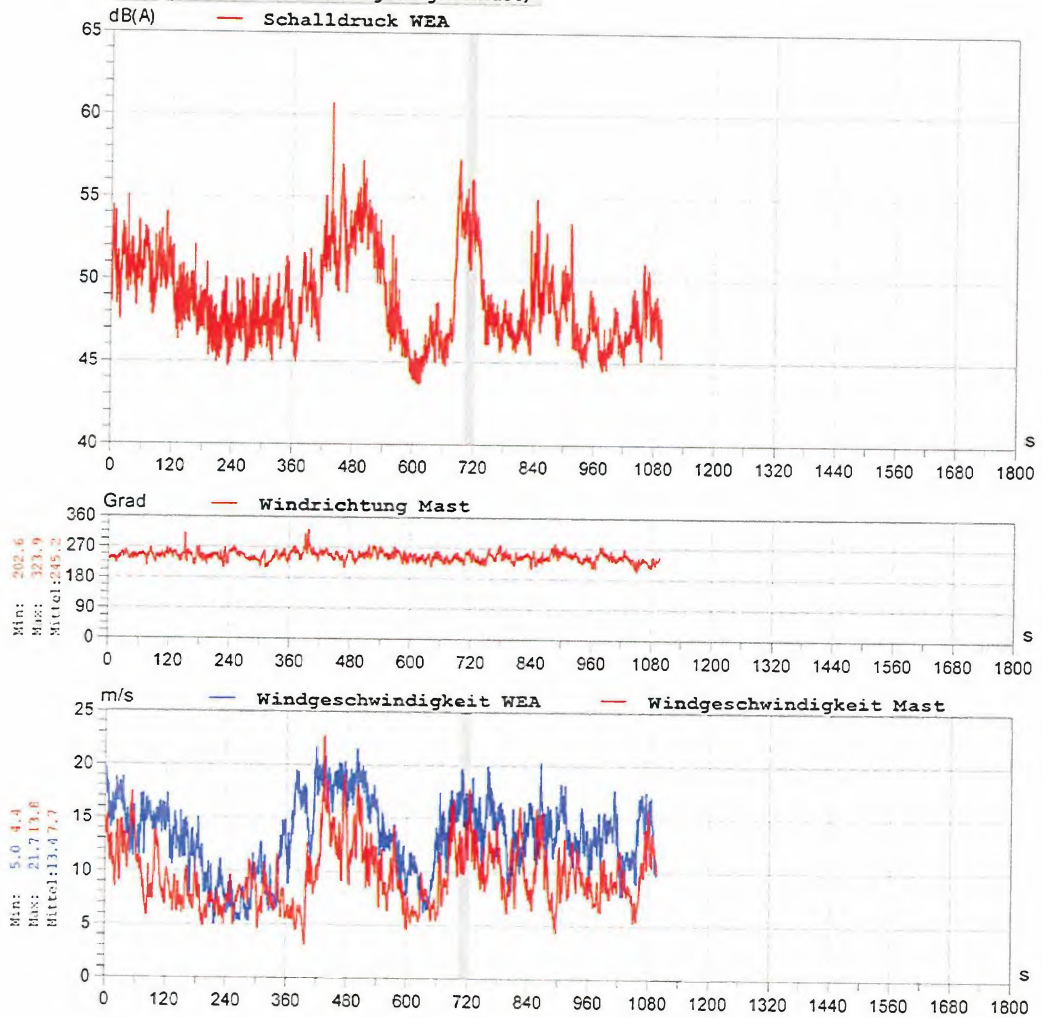 dB(A) — Schalldruck WEA
65
60
55
50
45
40
0 120 240 360 480 600 720 840 960 1080 1200 1320 1440 1560 1680 1800
s
Grad — Windrichtung Mast
360
270
180
90
0
Min: 202.6
Max: 323.9
Mittel:245.2
0 120 240 360 480 600 720 840 960 1080 1200 1320 1440 1560 1680 1800
s
m/s — Windgeschwindigkeit WEA — Windgeschwindigkeit Mast
25
20
15
10
5
0
Min: 5.0 4.4
Max: 21.7
Mittel:13.4 7.7
0 120 240 360 480 600 720 840 960 1080 1200 1320 1440 1560 1680 1800
s